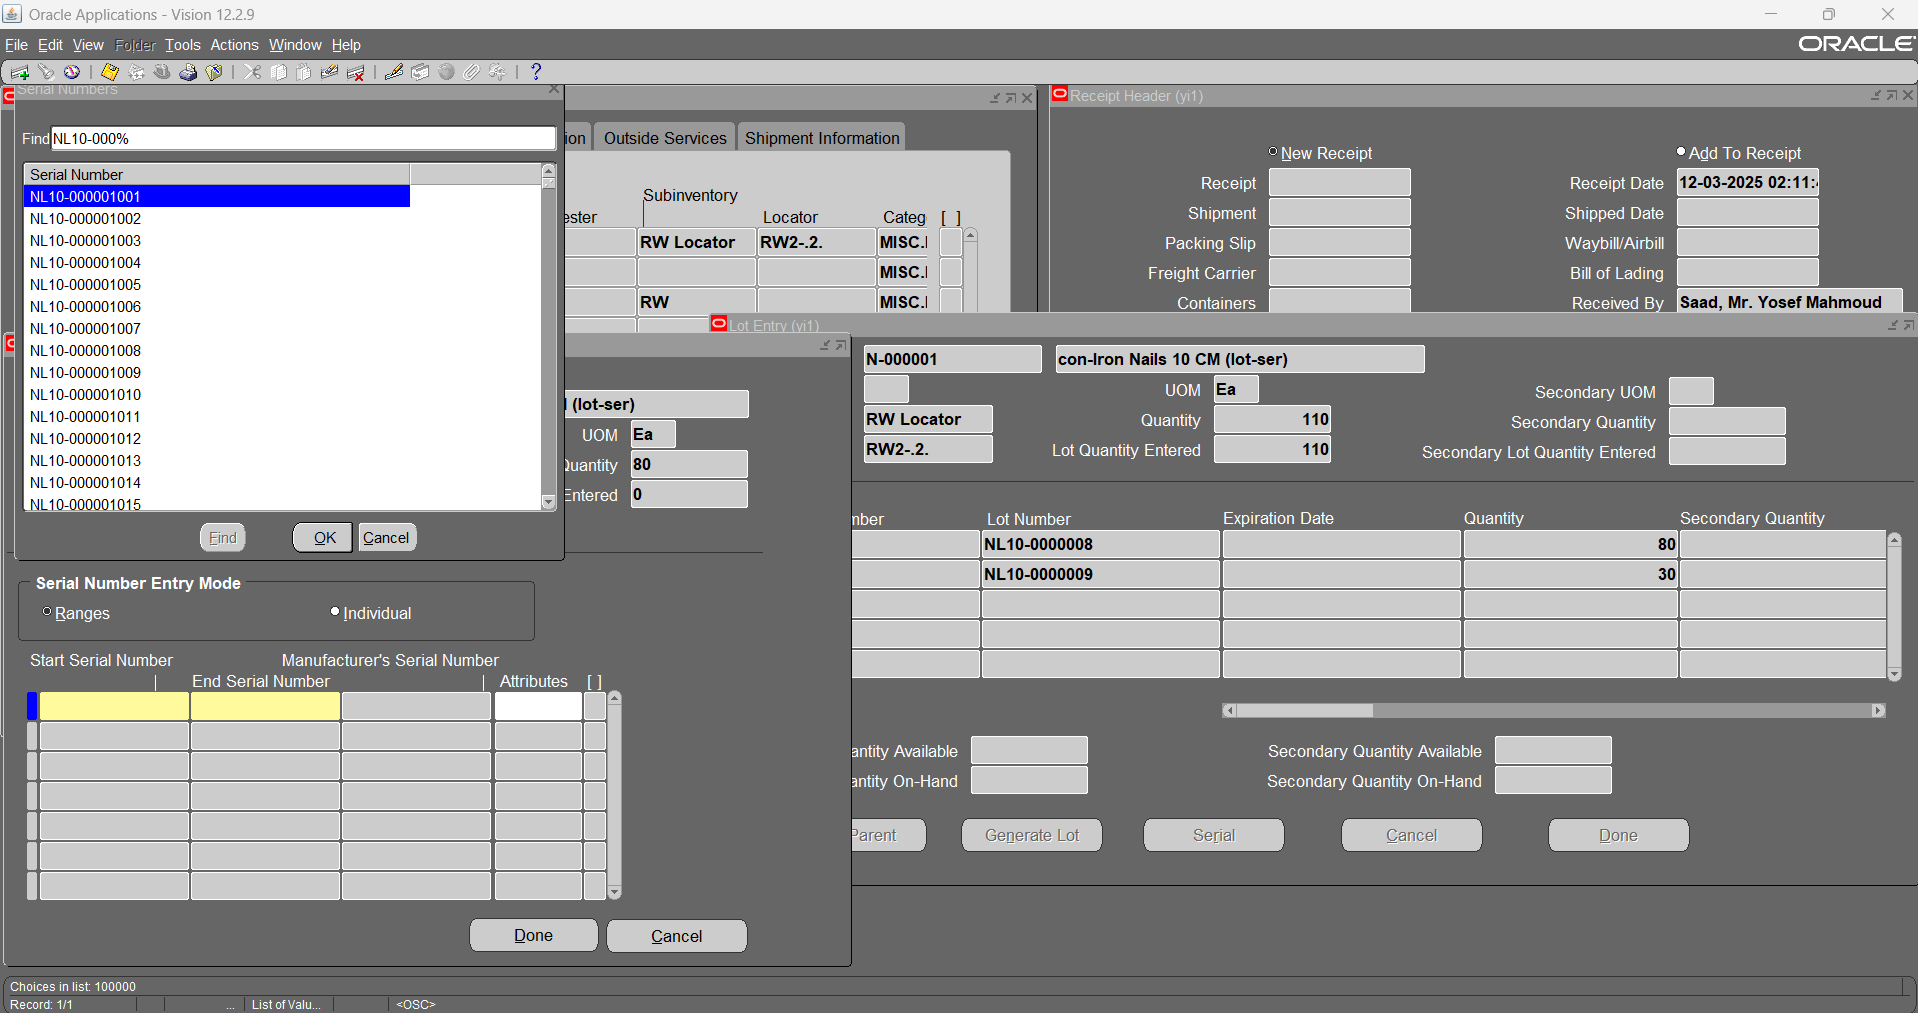 Oracle Applications - Vision 12.2.9
File Edit View Folder Tools Actions Window Help
ORACLE
Serial Numbers
Find NL10-000%
Serial Number
NL10-000001001
NL10-000001002
NL10-000001003
NL10-000001004
NL10-000001005
NL10-000001006
NL10-000001007
NL10-000001008
NL10-000001009
NL10-000001010
NL10-000001011
NL10-000001012
NL10-000001013
NL10-000001014
NL10-000001015
Find OK Cancel
ion Outside Services Shipment Information
Subinventory
ester Locator Categ [ ]
RW Locator RW2-.2. MISC.
MISC.
RW MISC.
Receipt Header (yi1)
New Receipt Add To Receipt
Receipt Receipt Date 12-03-2025 02:11:
Shipment Shipped Date
Packing Slip Waybill/Airbill
Freight Carrier Bill of Lading
Containers Received By Saad, Mr. Yosef Mahmoud
Lot Entry (yi1)
N-000001 con-Iron Nails 10 CM (lot-ser)
UOM Ea Secondary UOM
RW Locator Quantity 110 Secondary Quantity
RW2-.2. Lot Quantity Entered 110 Secondary Lot Quantity Entered
(lot-ser)
UOM Ea
Quantity 80
Entered 0
mber Lot Number Expiration Date Quantity Secondary Quantity
NL10-0000008 80
NL10-0000009 30
antity Available Secondary Quantity Available
antity On-Hand Secondary Quantity On-Hand
Parent Generate Lot Serial Cancel Done
Serial Number Entry Mode
Ranges Individual
Start Serial Number Manufacturer's Serial Number
End Serial Number Attributes [ ]
Done Cancel
Choices in list: 100000
Record: 1/1 ... List of Valu... <OSC>